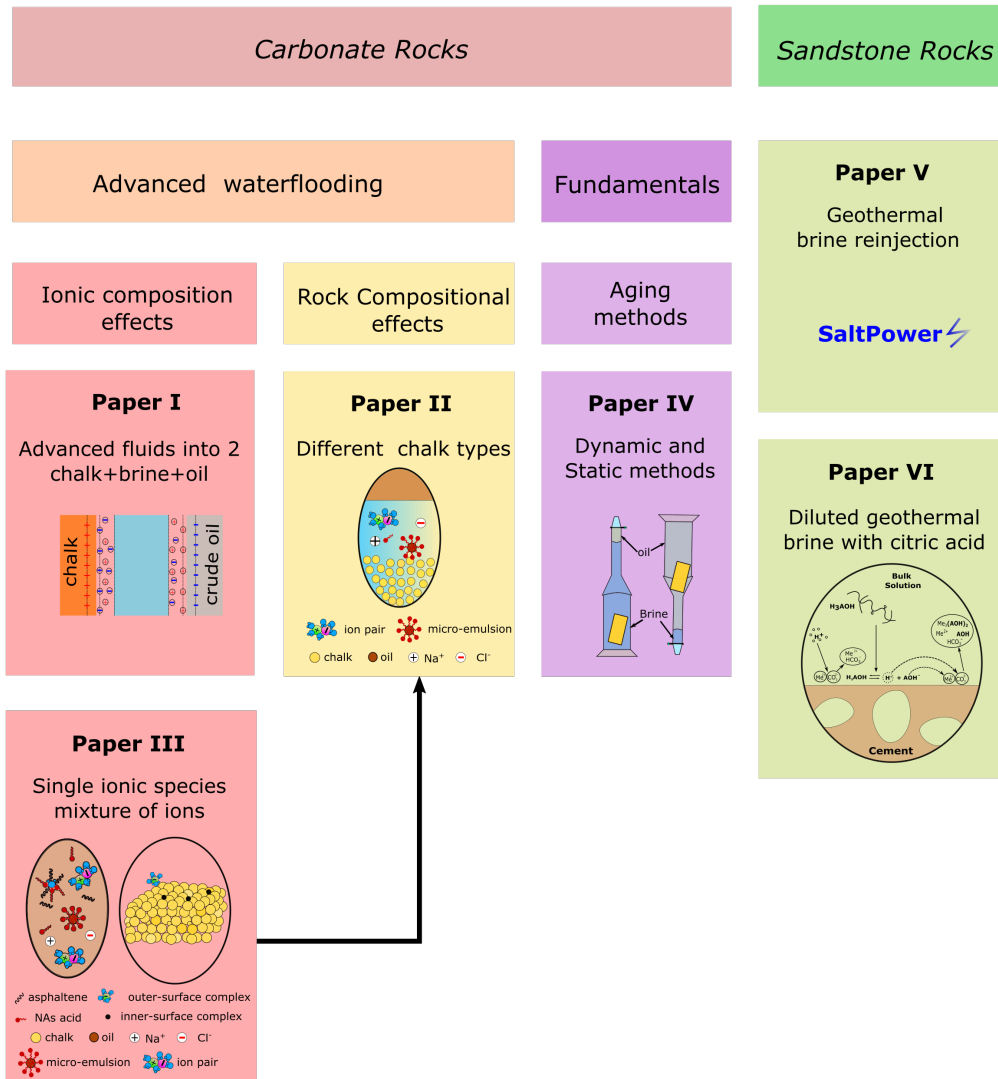 Carbonate Rocks
Sandstone Rocks
Advanced waterflooding
Fundamentals
Ionic composition
effects
Rock Compositional
effects
Aging
methods
Paper I
Advanced fluids into 2
chalk+brine+oil
chalk
crude oil
Paper II
Different chalk types
ion pair
micro-emulsion
chalk
oil
Na⁺
Cl⁻
Paper IV
Dynamic and
Static methods
oil
Brine
Paper V
Geothermal
brine reinjection
SaltPower
Paper VI
Diluted geothermal
brine with citric acid
Bulk
Solution
H₃AOH
Me²⁺ AOH
HCO₃⁻
H⁺ + AOH⁻
Cement
Paper III
Single ionic species
mixture of ions
asphaltene
outer-surface complex
NAs acid
inner-surface complex
chalk
oil
Na⁺
Cl⁻
micro-emulsion
ion pair